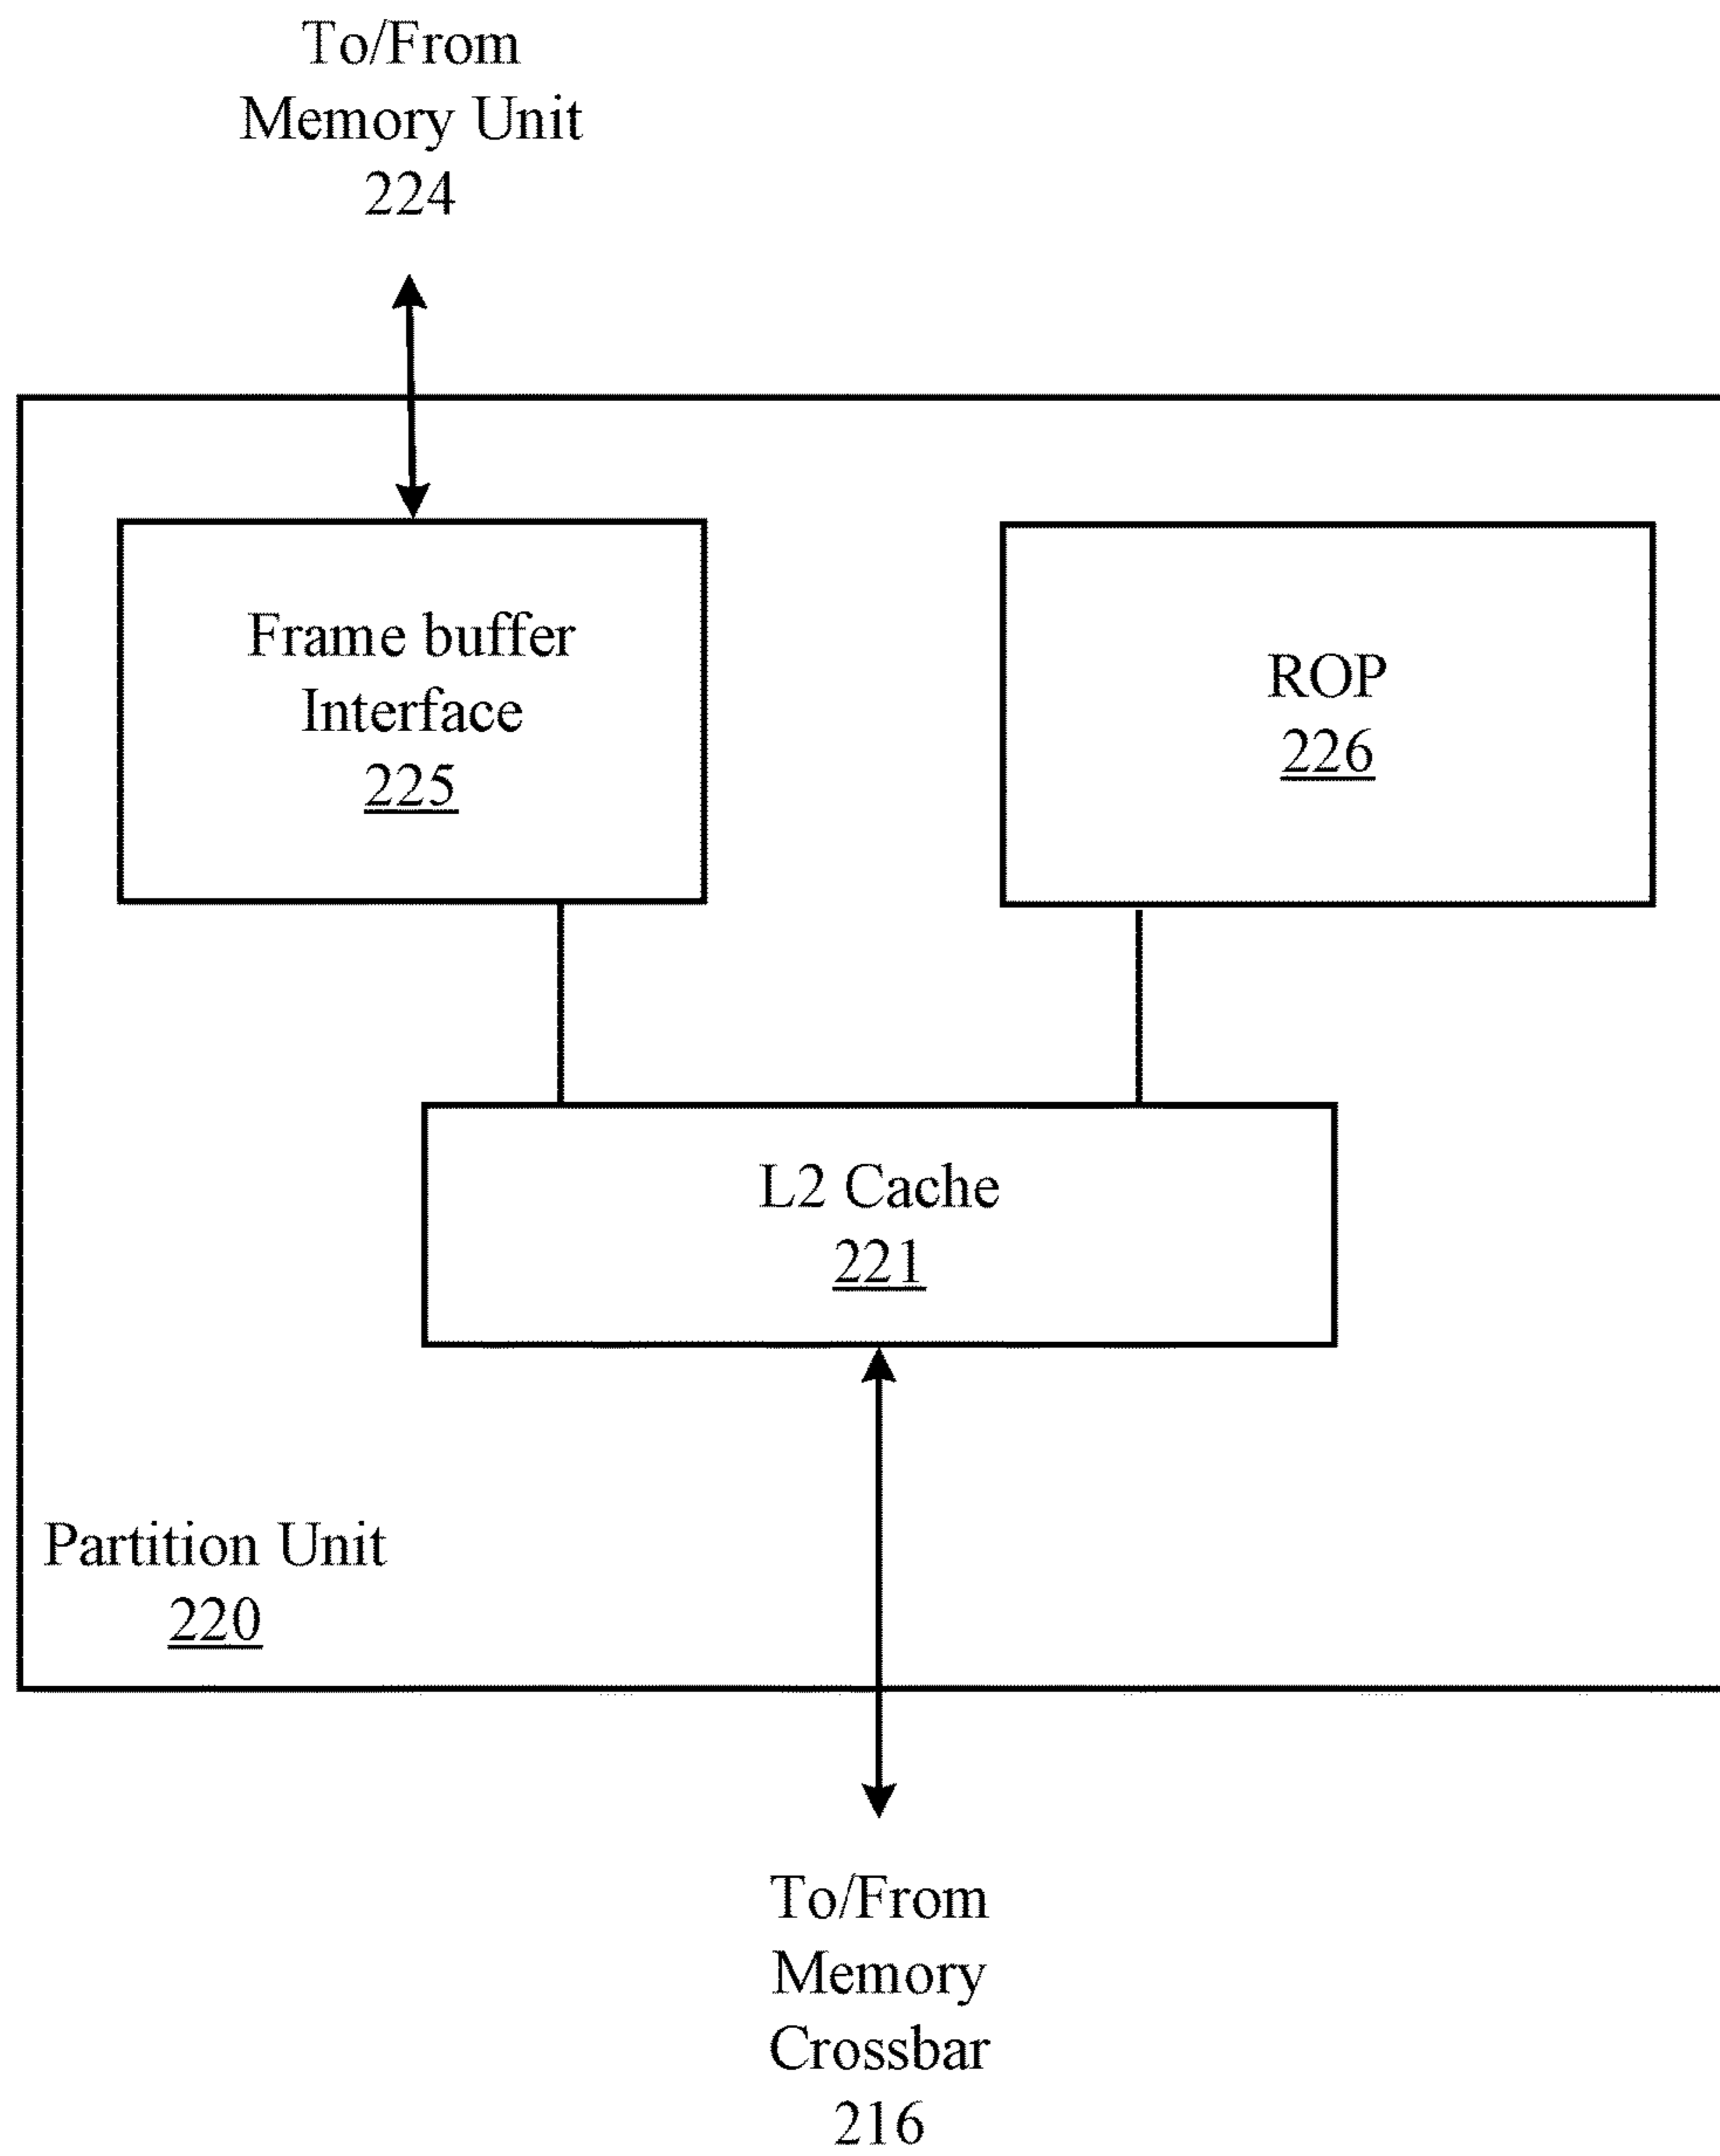 To/From
Memory Unit
224
Frame buffer
Interface
225
ROP
226
L2 Cache
221
Partition Unit
220
To/From
Memory
Crossbar
216